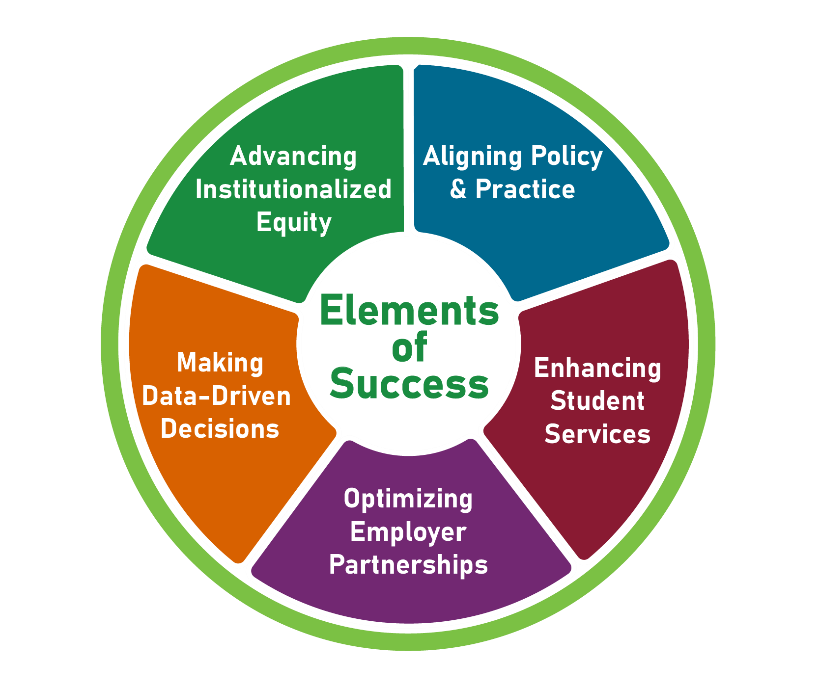 Advancing
Institutionalized
Equity
Aligning Policy
& Practice
Elements
of
Success
Making
Data-Driven
Decisions
Enhancing
Student
Services
Optimizing
Employer
Partnerships